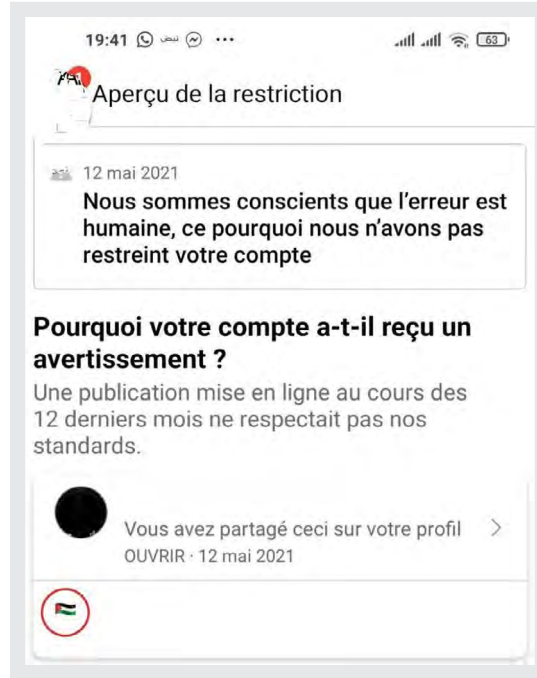 19:41 نبض ... 63
Aperçu de la restriction
12 mai 2021
Nous sommes conscients que l'erreur est
humaine, ce pourquoi nous n'avons pas
restreint votre compte
Pourquoi votre compte a-t-il reçu un
avertissement ?
Une publication mise en ligne au cours des
12 derniers mois ne respectait pas nos
standards.
Vous avez partagé ceci sur votre profil
OUVRIR · 12 mai 2021